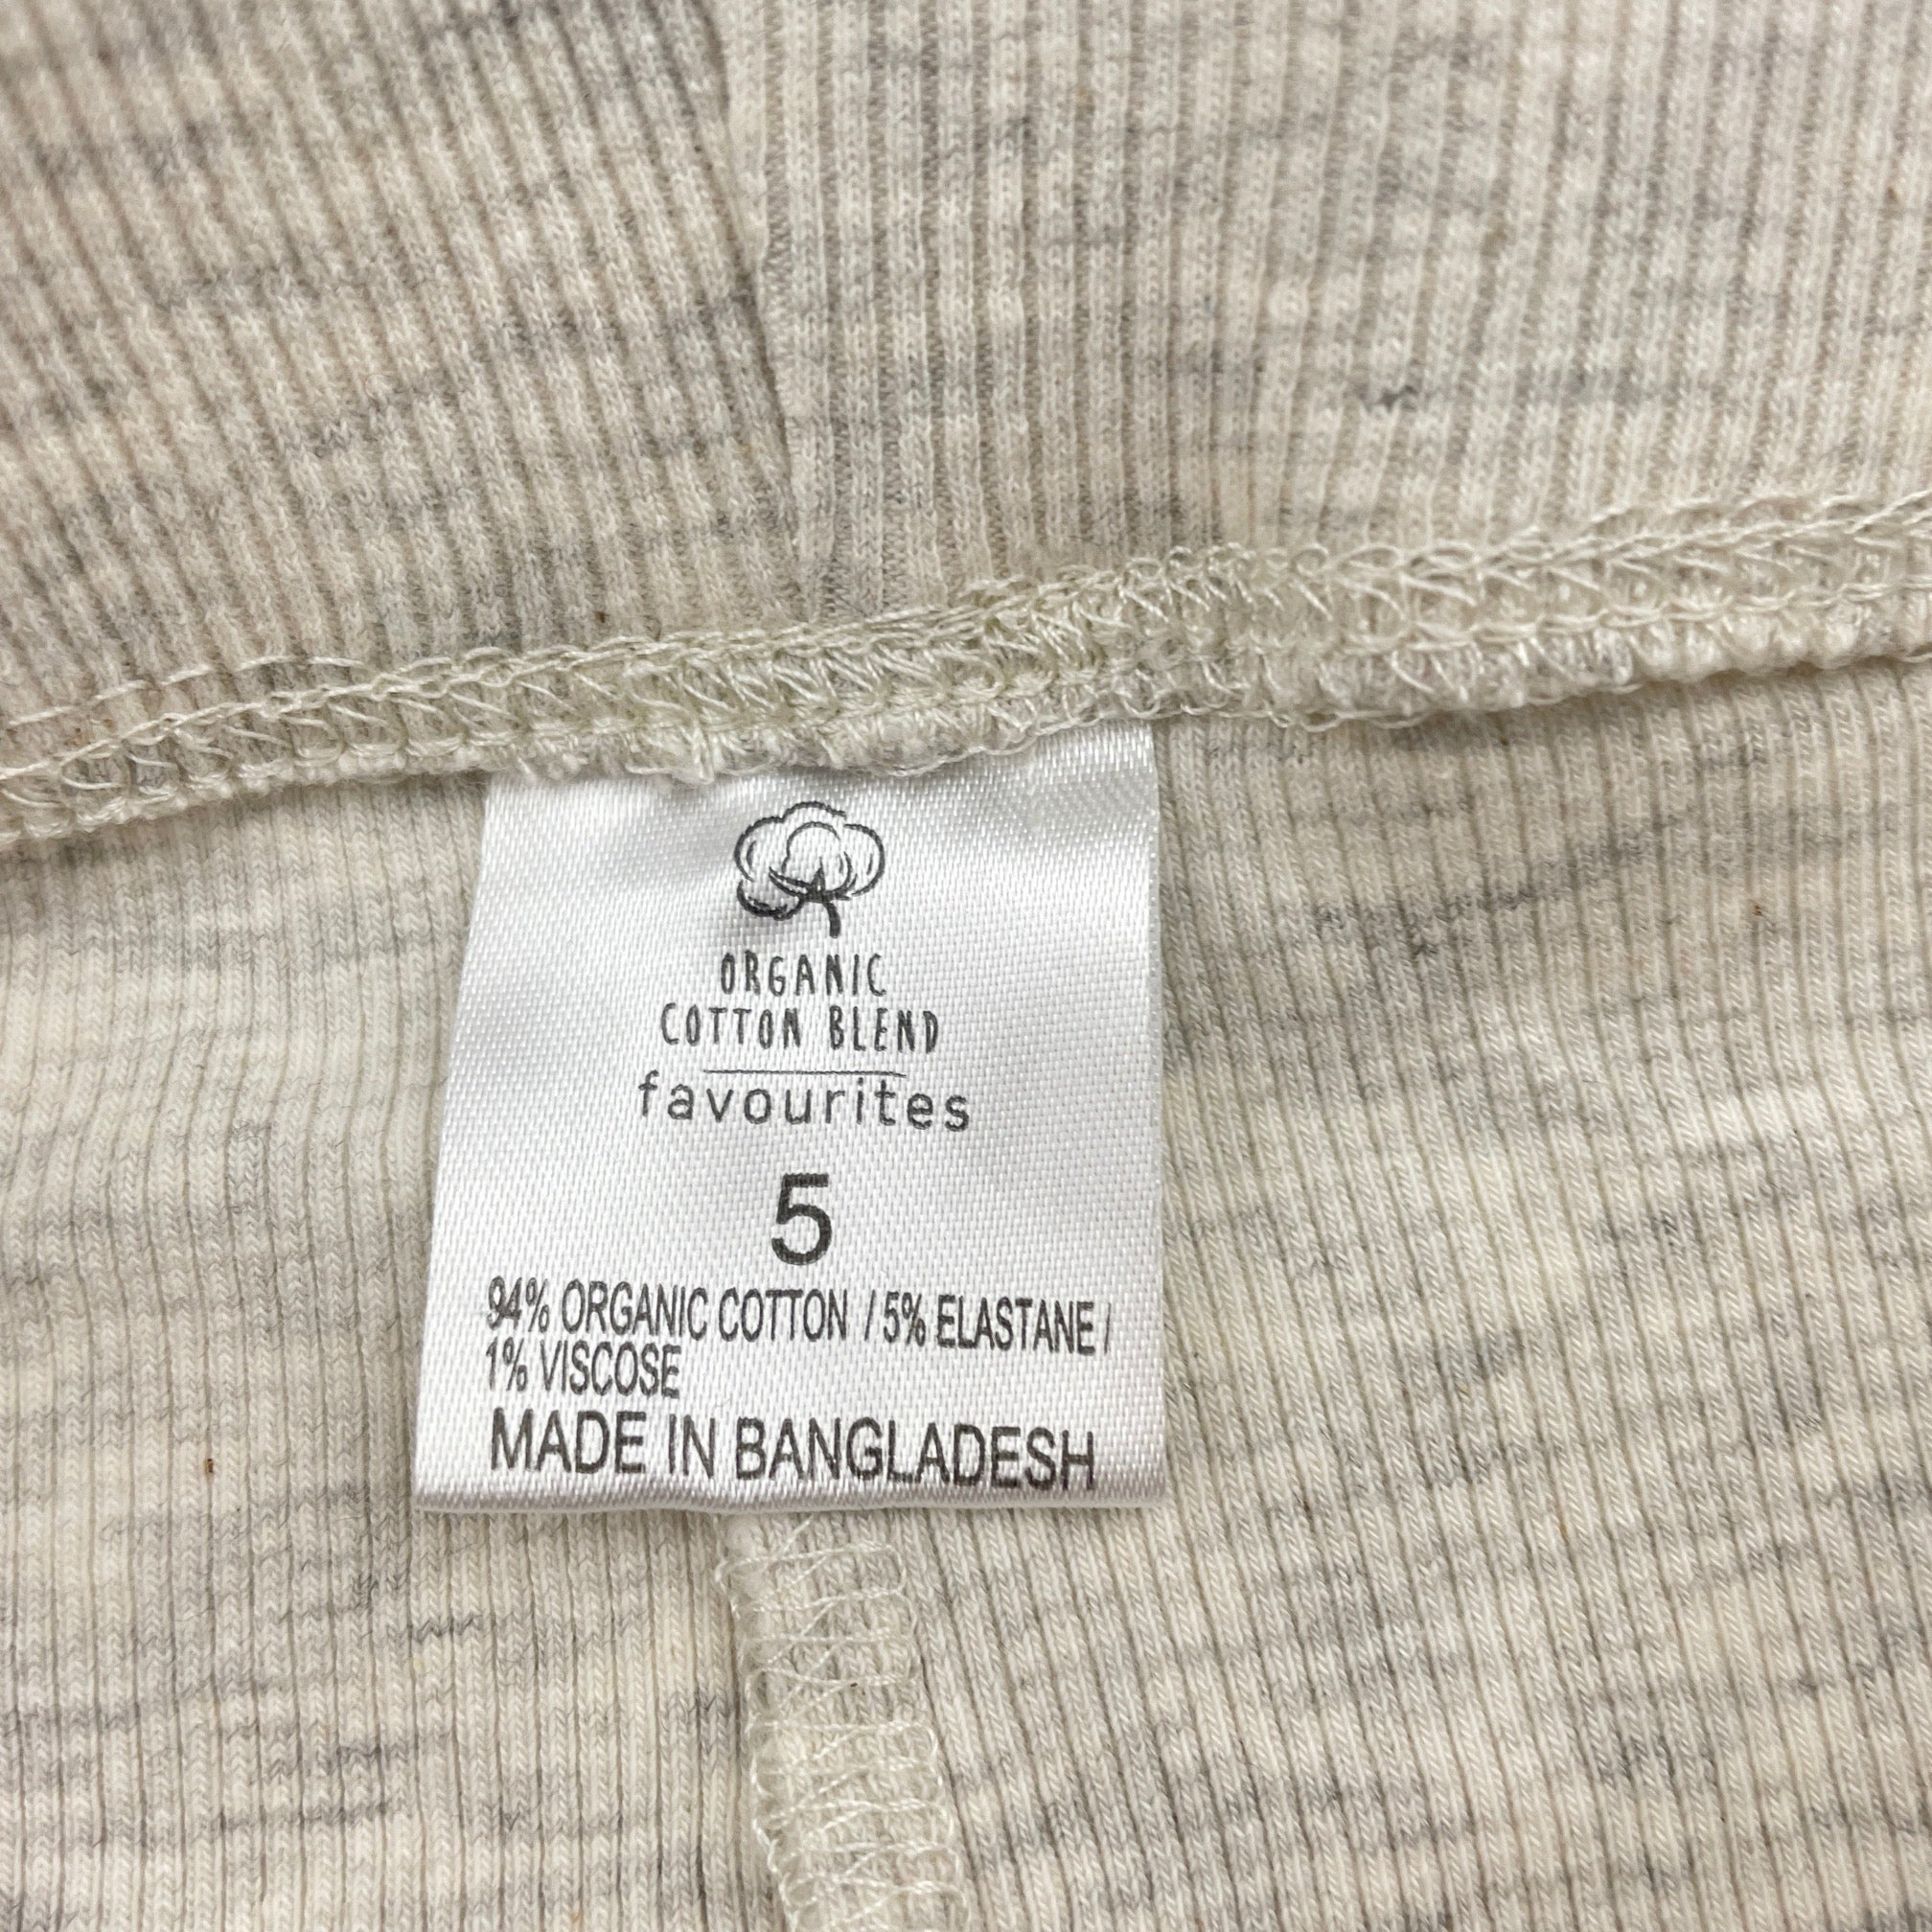 ORGANIC
COTTON BLEND
favourites
5
94% ORGANIC COTTON / 5% ELASTANE /
1% VISCOSE
MADE IN BANGLADESH